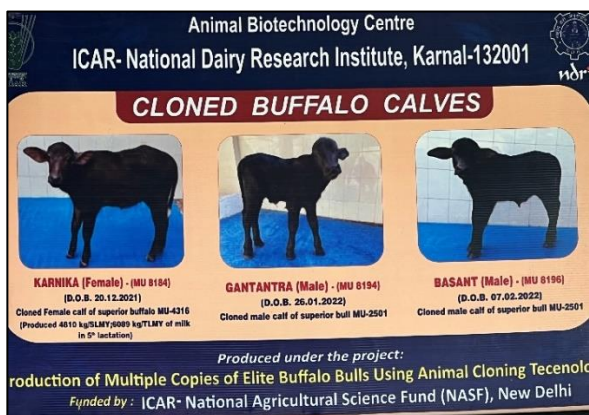 Animal Biotechnology Centre
ICAR- National Dairy Research Institute, Karnal-132001
ndr
CLONED BUFFALO CALVES
KARNIKA (Female) - (MU 8184)
(D.O.B. 20.12.2021)
Cloned Female calf of superior buffalo MU-4316
(Produced 4810 kg/SLMY;6089 kg/TLMY of milk
in 5th lactation)
GANTANTRA (Male) - (MU 8194)
(D.O.B. 26.01.2022)
Cloned male calf of superior bull MU-2501
BASANT (Male) - (MU 8196)
(D.O.B. 07.02.2022)
Cloned male calf of superior bull MU-2501
Produced under the project:
roduction of Multiple Copies of Elite Buffalo Bulls Using Animal Cloning Tecenolo
Funded by : ICAR- National Agricultural Science Fund (NASF), New Delhi